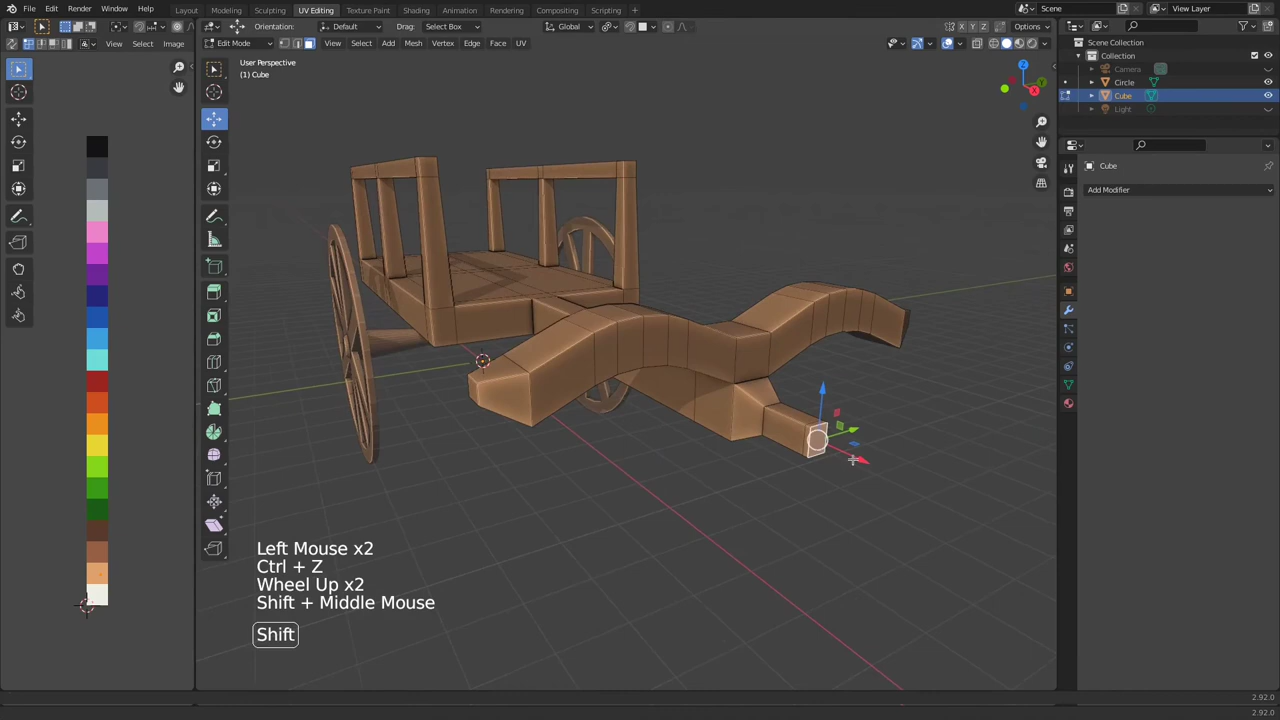 File Edit Render Window Help Layout Modeling Sculpting UV Editing Texture Paint Shading Animation Rendering Compositing Scripting + Scene View Layer
Orientation: Default Drag: Select Box Global X Y Z Options
View Select Image Edit Mode View Select Add Mesh Vertex Edge Face UV
Scene Collection
Collection
Camera
Circle
Cube
Light
User Perspective
(1) Cube
Z
Y
X
Cube
Add Modifier
Left Mouse x2
Ctrl + Z
Wheel Up x2
Shift + Middle Mouse
Shift
2.92.0
2.92.0